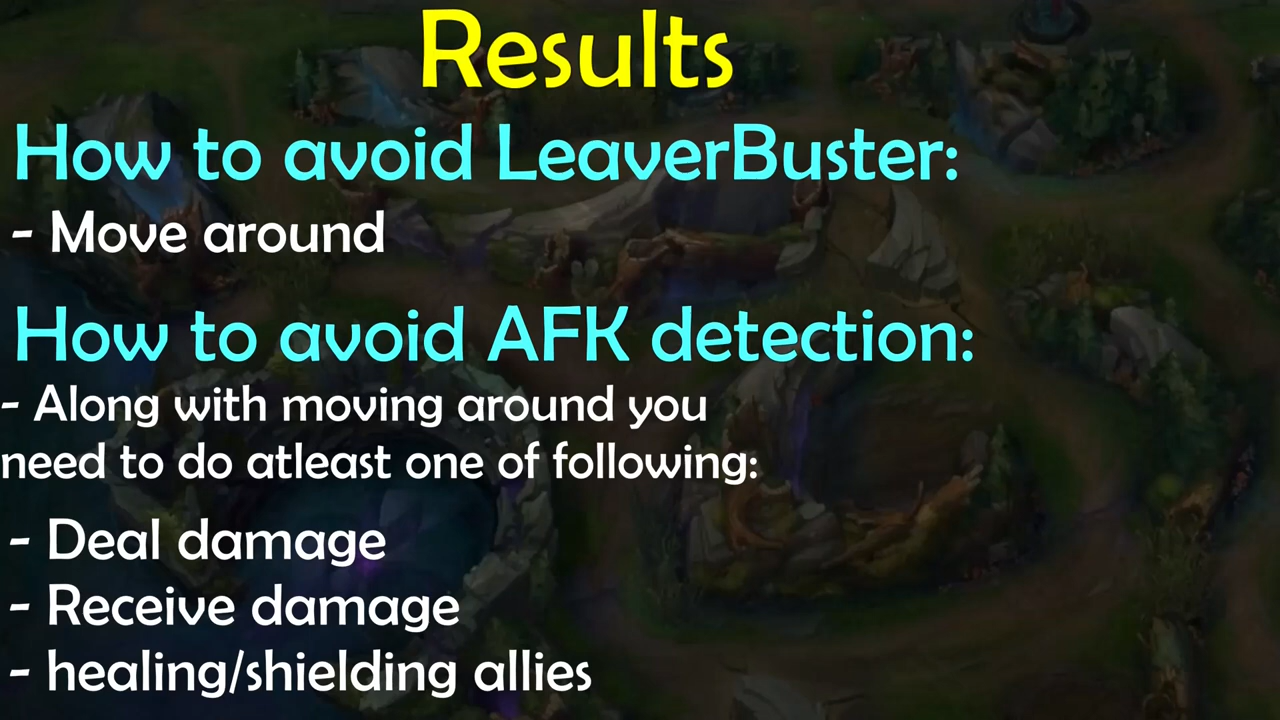 Results
How to avoid LeaverBuster:
- Move around
How to avoid AFK detection:
- Along with moving around you
need to do atleast one of following:
- Deal damage
- Receive damage
- healing/shielding allies